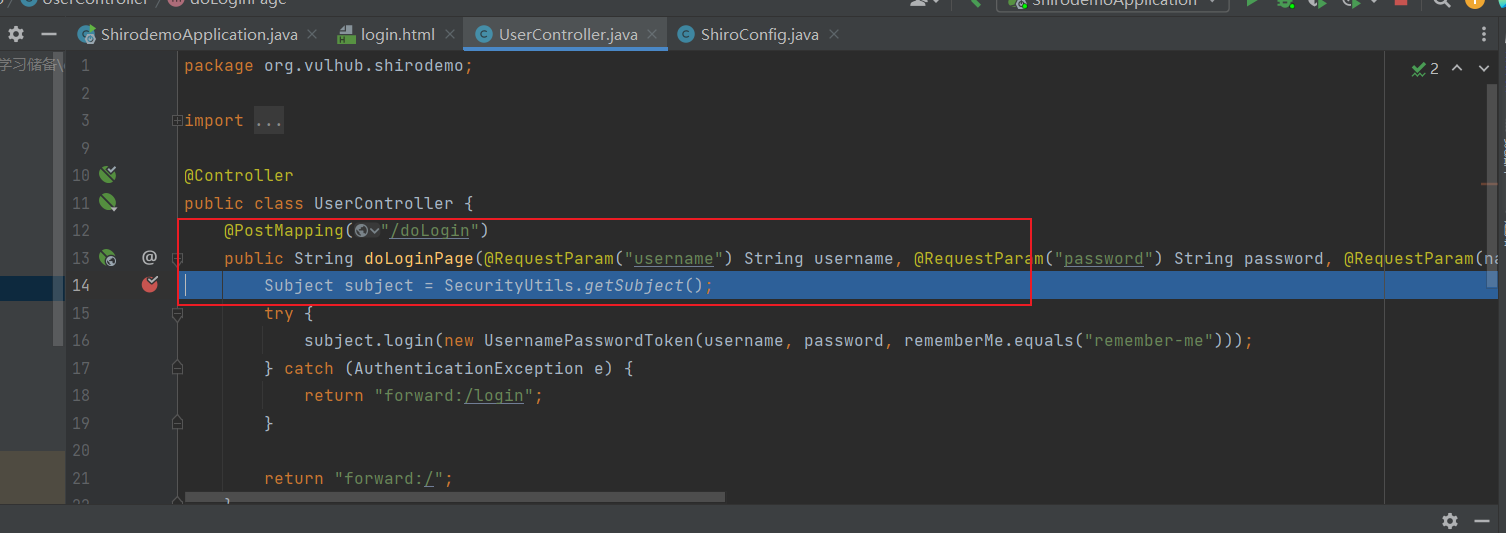 UserController › doLoginPage
ShirodemoApplication
ShirodemoApplication.java login.html UserController.java ShiroConfig.java
学习储备\
2
1 package org.vulhub.shirodemo;
2
3 import ...
9
10 @Controller
11 public class UserController {
12 @PostMapping("/doLogin")
13 @ public String doLoginPage(@RequestParam("username") String username, @RequestParam("password") String password, @RequestParam(na
14 Subject subject = SecurityUtils.getSubject();
15 try {
16 subject.login(new UsernamePasswordToken(username, password, rememberMe.equals("remember-me")));
17 } catch (AuthenticationException e) {
18 return "forward:/login";
19 }
20
21 return "forward:/";
22 }